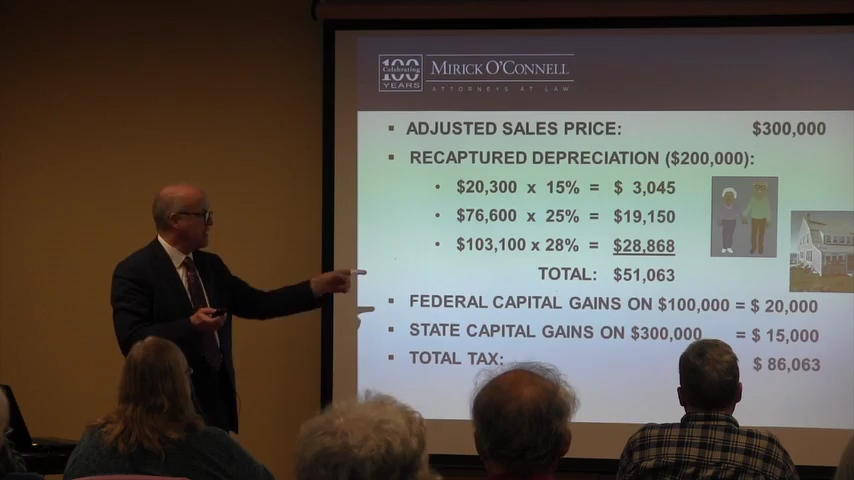 Celebrating
100
YEARS
MIRICK O'CONNELL
ATTORNEYS AT LAW
▪ ADJUSTED SALES PRICE: $300,000
▪ RECAPTURED DEPRECIATION ($200,000):
• $20,300 x 15% = $ 3,045
• $76,600 x 25% = $19,150
• $103,100 x 28% = $28,868
TOTAL: $51,063
▪ FEDERAL CAPITAL GAINS ON $100,000 = $ 20,000
▪ STATE CAPITAL GAINS ON $300,000 = $ 15,000
▪ TOTAL TAX: $ 86,063